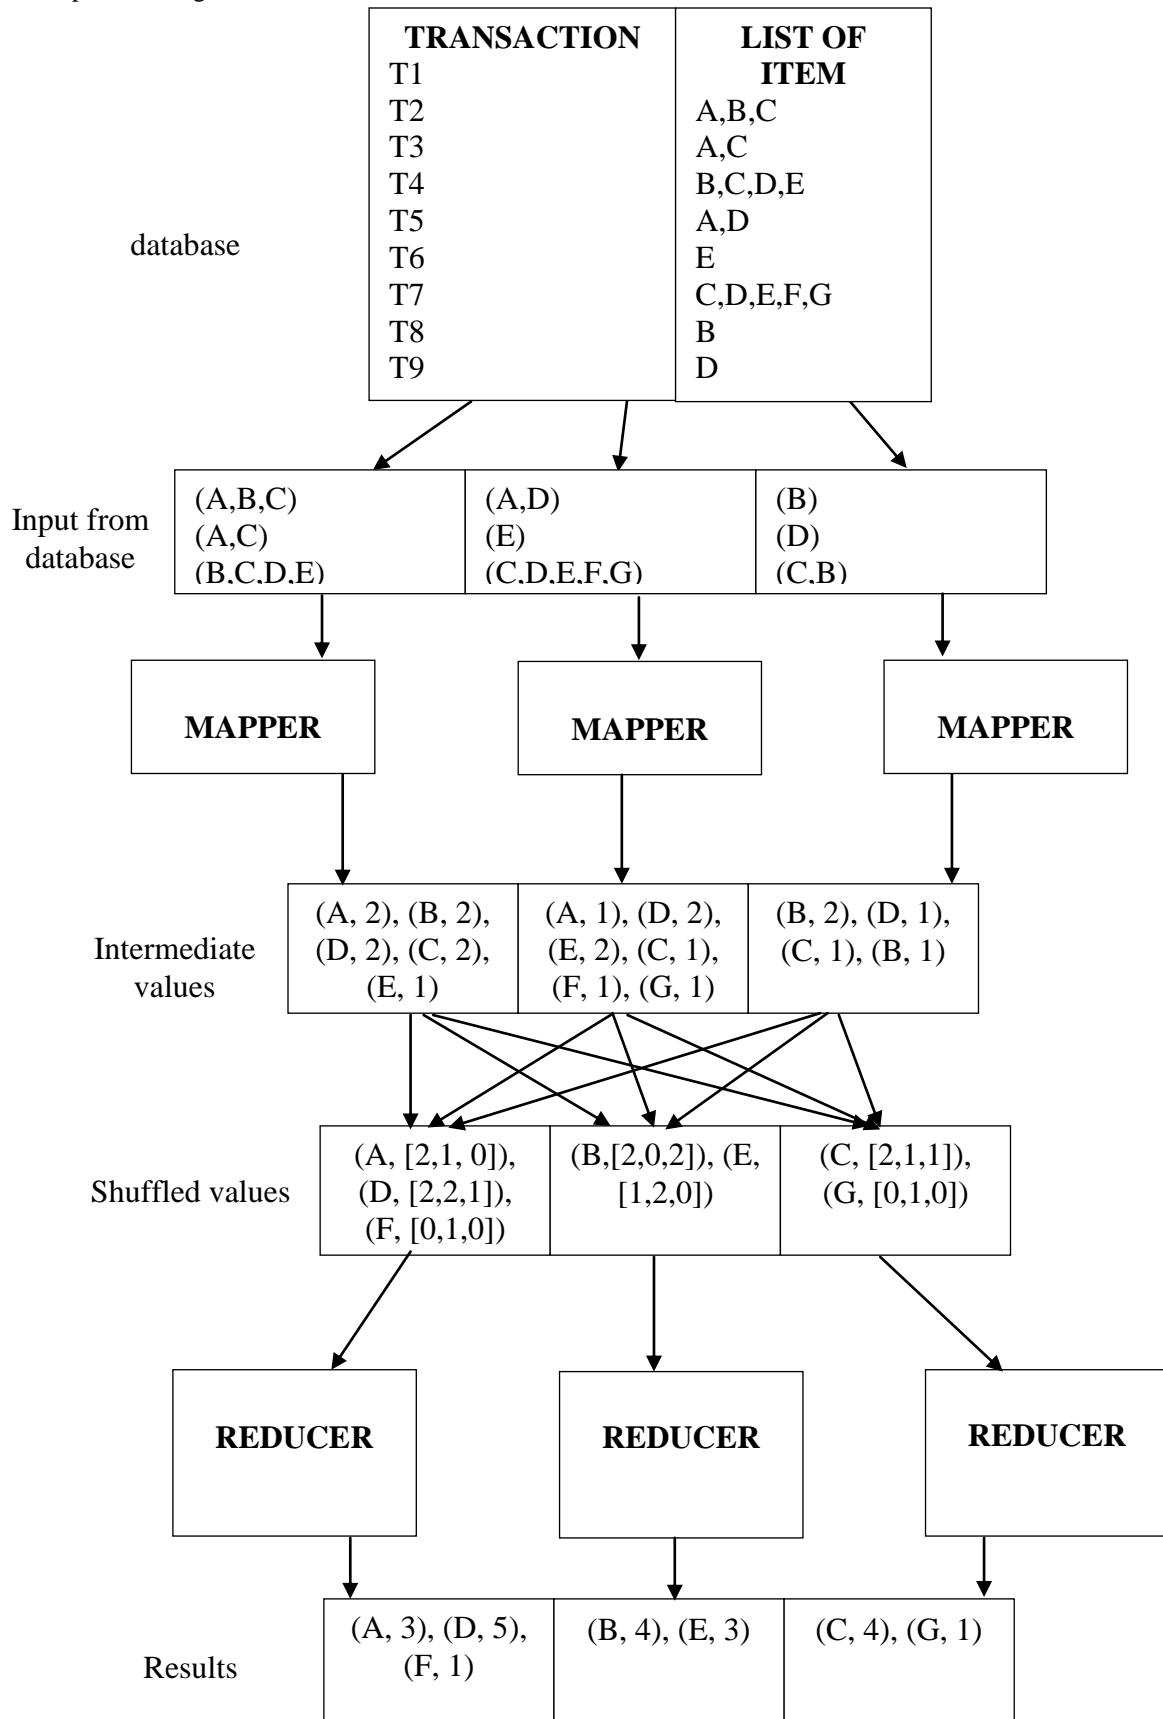 TRANSACTION
T1
T2
T3
T4
T5
T6
T7
T8
T9
LIST OF
ITEM
A,B,C
A,C
B,C,D,E
A,D
E
C,D,E,F,G
B
D
database
Input from
database
(A,B,C)
(A,C)
(B,C,D,E)
(A,D)
(E)
(C,D,E,F,G)
(B)
(D)
(C,B)
MAPPER
MAPPER
MAPPER
Intermediate
values
(A, 2), (B, 2),
(D, 2), (C, 2),
(E, 1)
(A, 1), (D, 2),
(E, 2), (C, 1),
(F, 1), (G, 1)
(B, 2), (D, 1),
(C, 1), (B, 1)
Shuffled values
(A, [2,1, 0]),
(D, [2,2,1]),
(F, [0,1,0])
(B,[2,0,2]), (E,
[1,2,0])
(C, [2,1,1]),
(G, [0,1,0])
REDUCER
REDUCER
REDUCER
Results
(A, 3), (D, 5),
(F, 1)
(B, 4), (E, 3)
(C, 4), (G, 1)